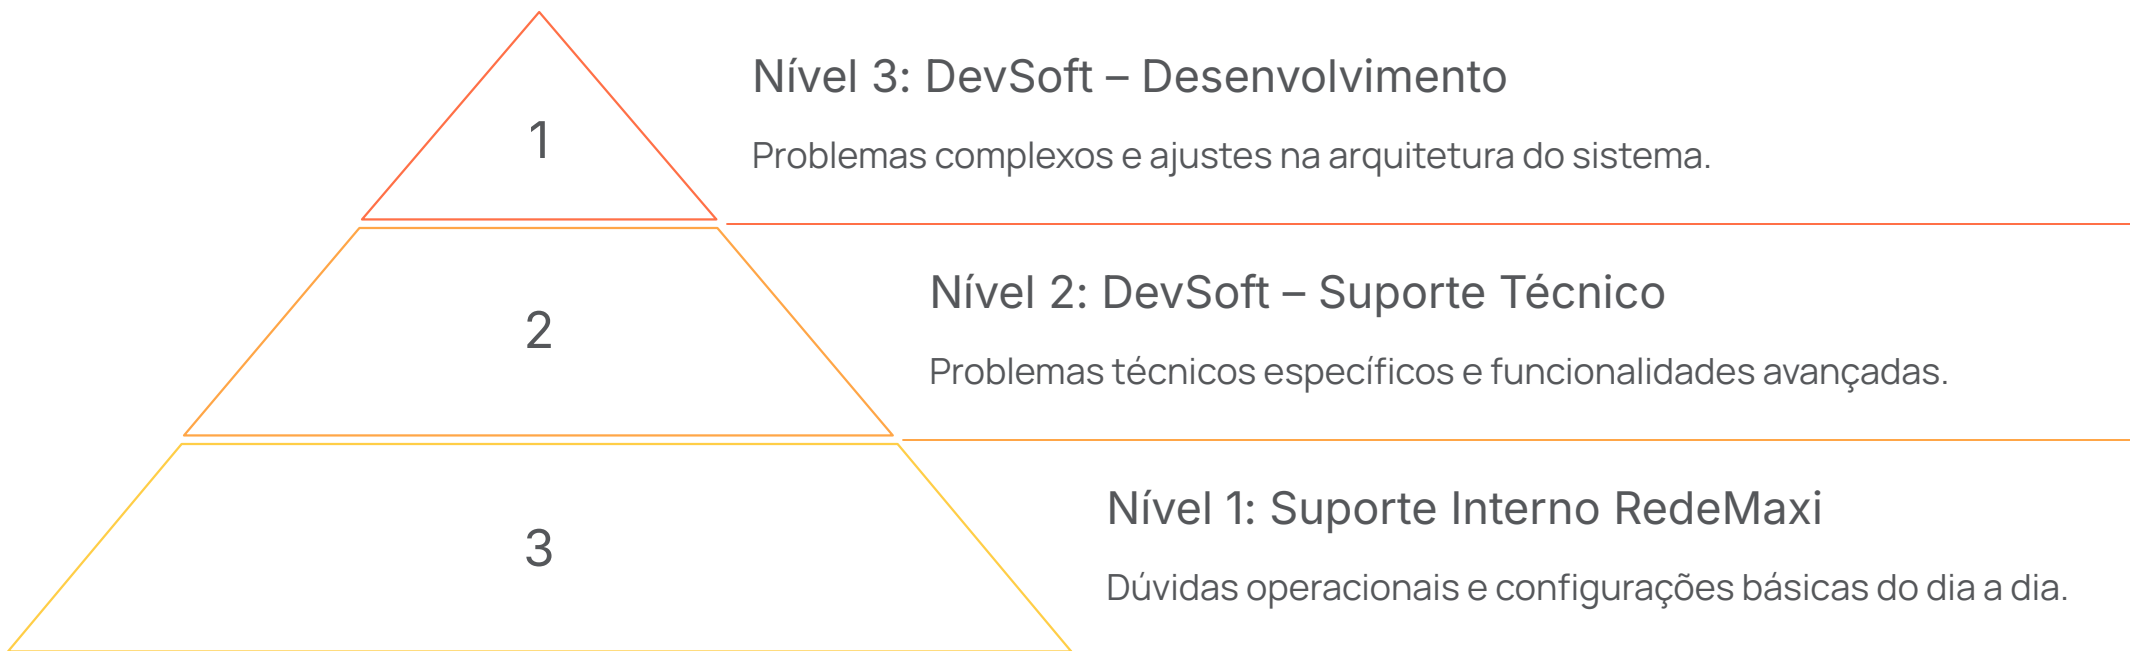 1
Nível 3: DevSoft – Desenvolvimento
Problemas complexos e ajustes na arquitetura do sistema.
2
Nível 2: DevSoft – Suporte Técnico
Problemas técnicos específicos e funcionalidades avançadas.
3
Nível 1: Suporte Interno RedeMaxi
Dúvidas operacionais e configurações básicas do dia a dia.